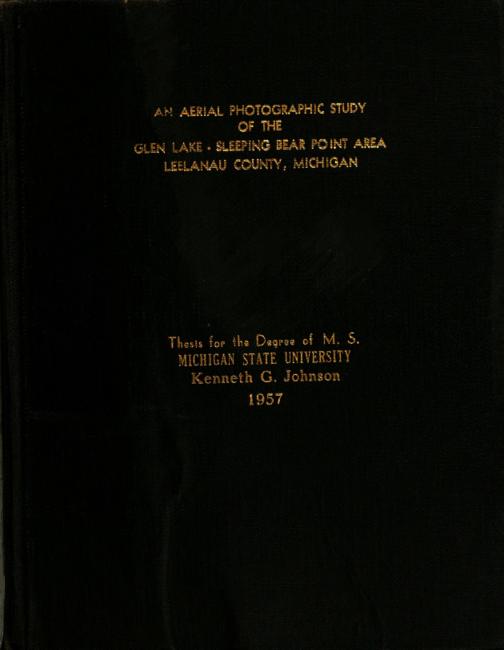 AN AERIAL PHOTOGRAPHIC STUDY
OF THE
GLEN LAKE - SLEEPING BEAR POINT AREA
LEELANAU COUNTY, MICHIGAN
Thesis for the Degree of M. S.
MICHIGAN STATE UNIVERSITY
Kenneth G. Johnson
1957